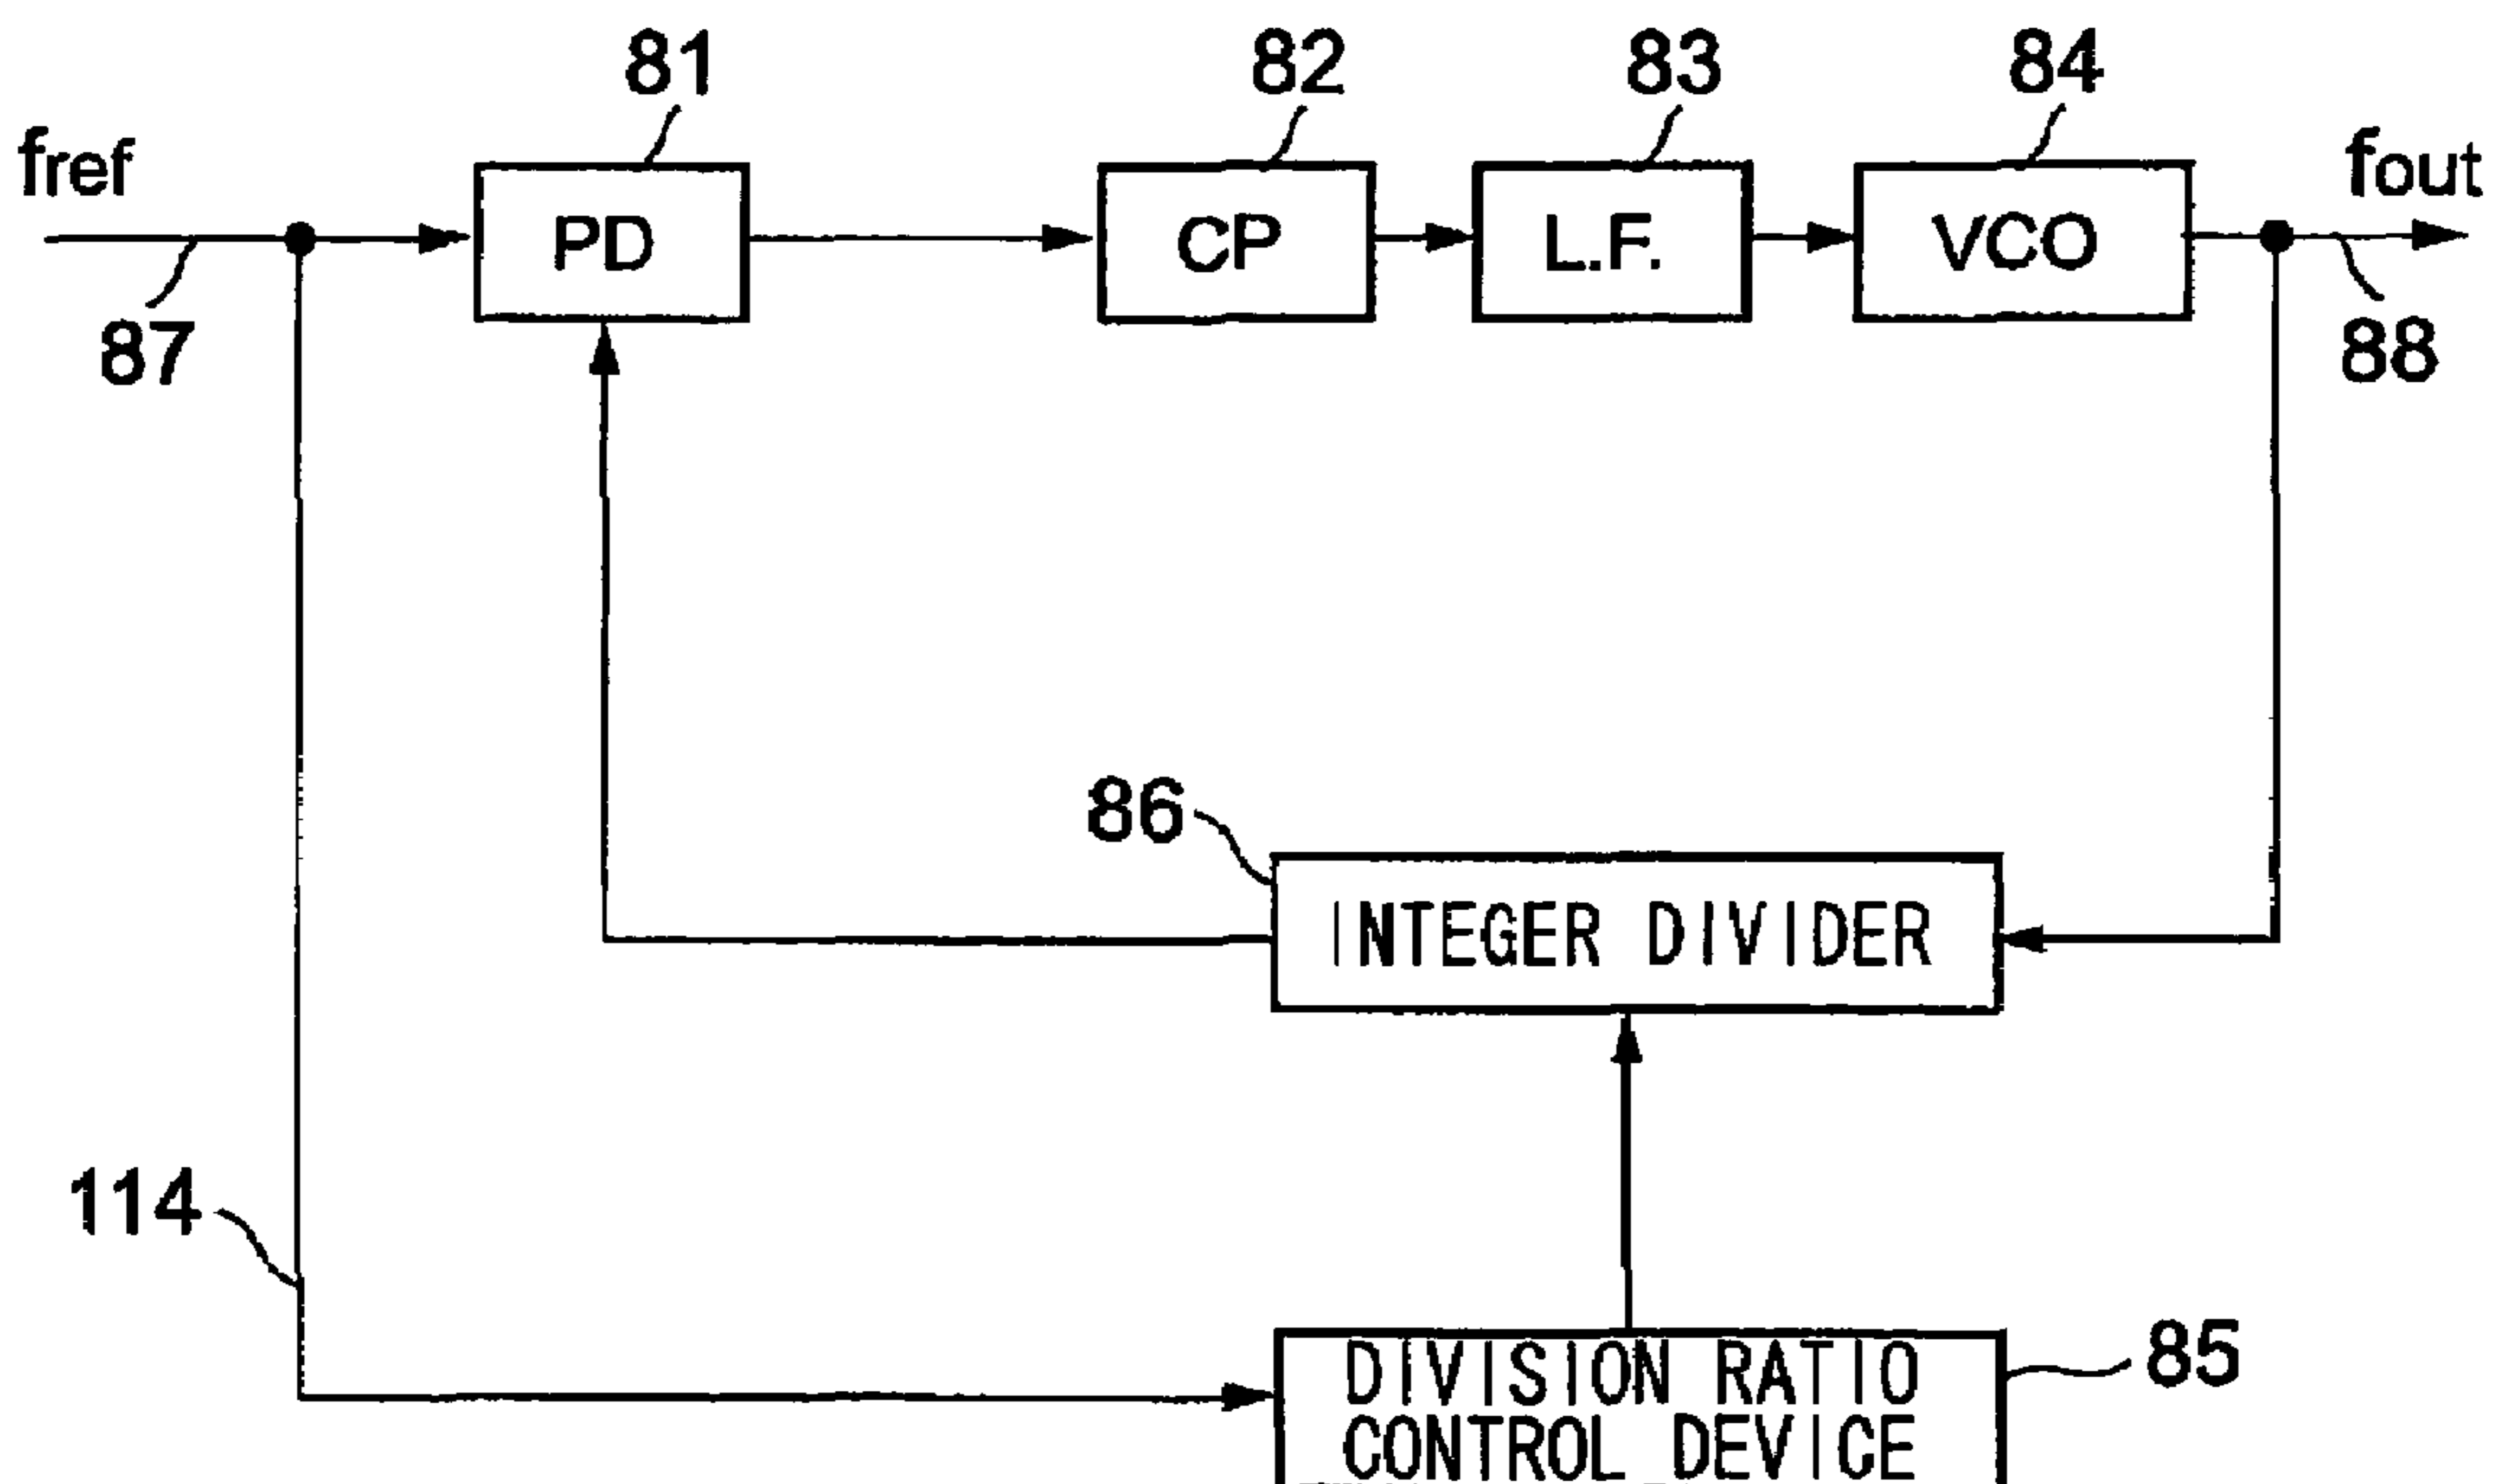 81
82
83
84
fref
fout
PD
CP
L.F.
VCO
87
88
86
INTEGER DIVIDER
114
85
DIVISION RATIO
CONTROL DEVICE